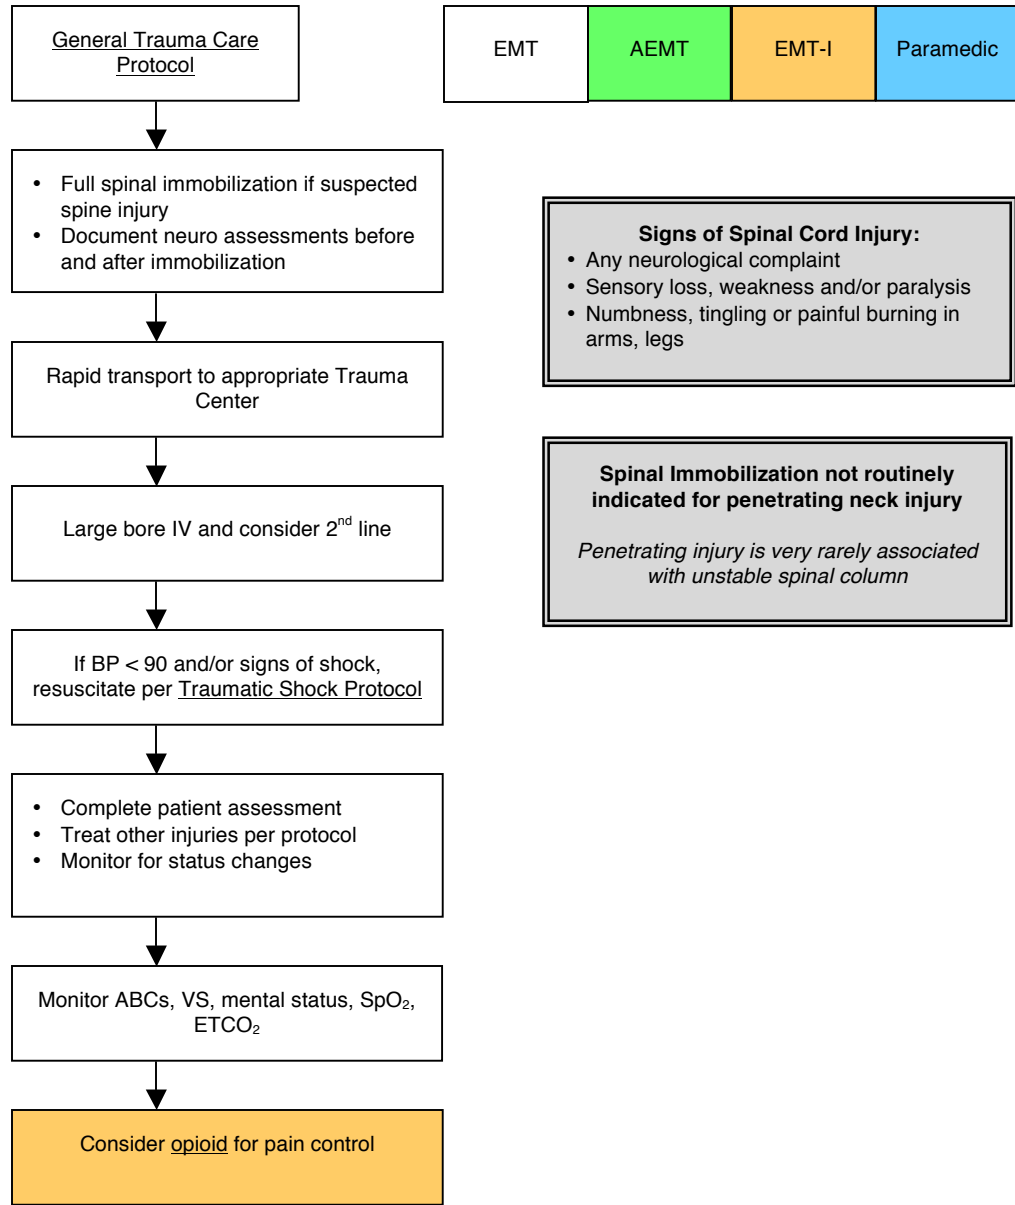 General Trauma Care
Protocol
EMT
AEMT
EMT-I
Paramedic
• Full spinal immobilization if suspected
spine injury
• Document neuro assessments before
and after immobilization
Signs of Spinal Cord Injury:
• Any neurological complaint
• Sensory loss, weakness and/or paralysis
• Numbness, tingling or painful burning in
arms, legs
Rapid transport to appropriate Trauma
Center
Spinal Immobilization not routinely
indicated for penetrating neck injury
Penetrating injury is very rarely associated
with unstable spinal column
Large bore IV and consider 2nd line
If BP < 90 and/or signs of shock,
resuscitate per Traumatic Shock Protocol
• Complete patient assessment
• Treat other injuries per protocol
• Monitor for status changes
Monitor ABCs, VS, mental status, SpO₂,
ETCO₂
Consider opioid for pain control